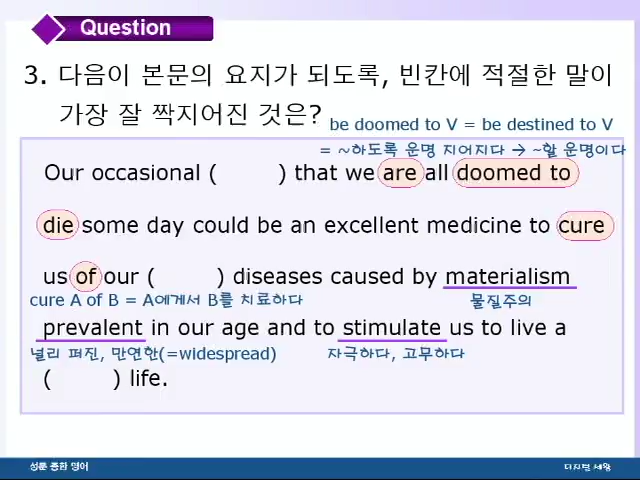 Question
3. 다음이 본문의 요지가 되도록, 빈칸에 적절한 말이
가장 잘 짝지어진 것은?
be doomed to V = be destined to V
= ~하도록 운명 지어지다 → ~할 운명이다
Our occasional (          ) that we are all doomed to
die some day could be an excellent medicine to cure
us of our (          ) diseases caused by materialism
cure A of B = A에게서 B를 치료하다 물질주의
prevalent in our age and to stimulate us to live a
널리 퍼진, 만연한(=widespread) 자극하다, 고무하다
(          ) life.
성문 종합 영어 디지털 세왕